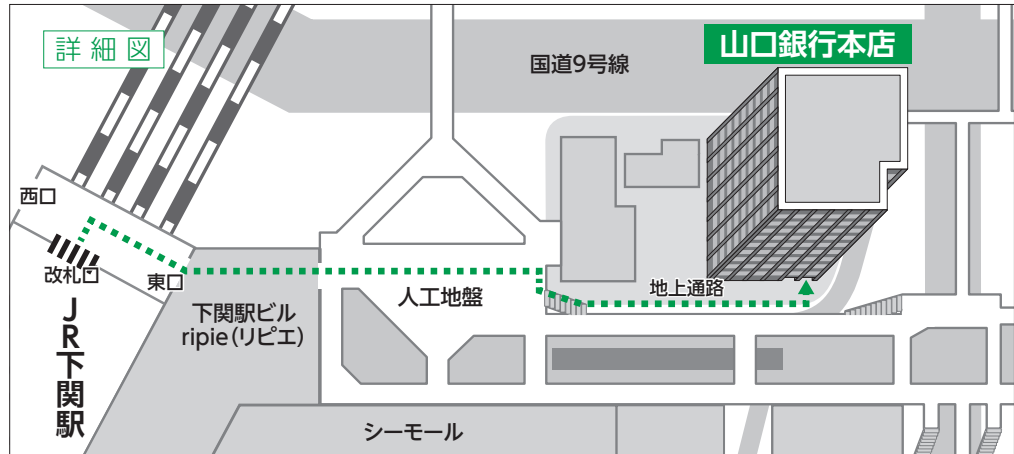 詳細図
国道9号線
山口銀行本店
西口
改札口
東口
JR下関駅
下関駅ビル
ripie（リピエ）
人工地盤
地上通路
シーモール